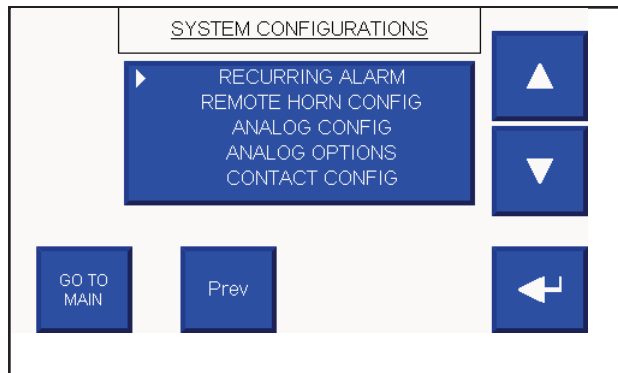 SYSTEM CONFIGURATIONS
RECURRING ALARM
REMOTE HORN CONFIG
ANALOG CONFIG
ANALOG OPTIONS
CONTACT CONFIG
GO TO
MAIN
Prev